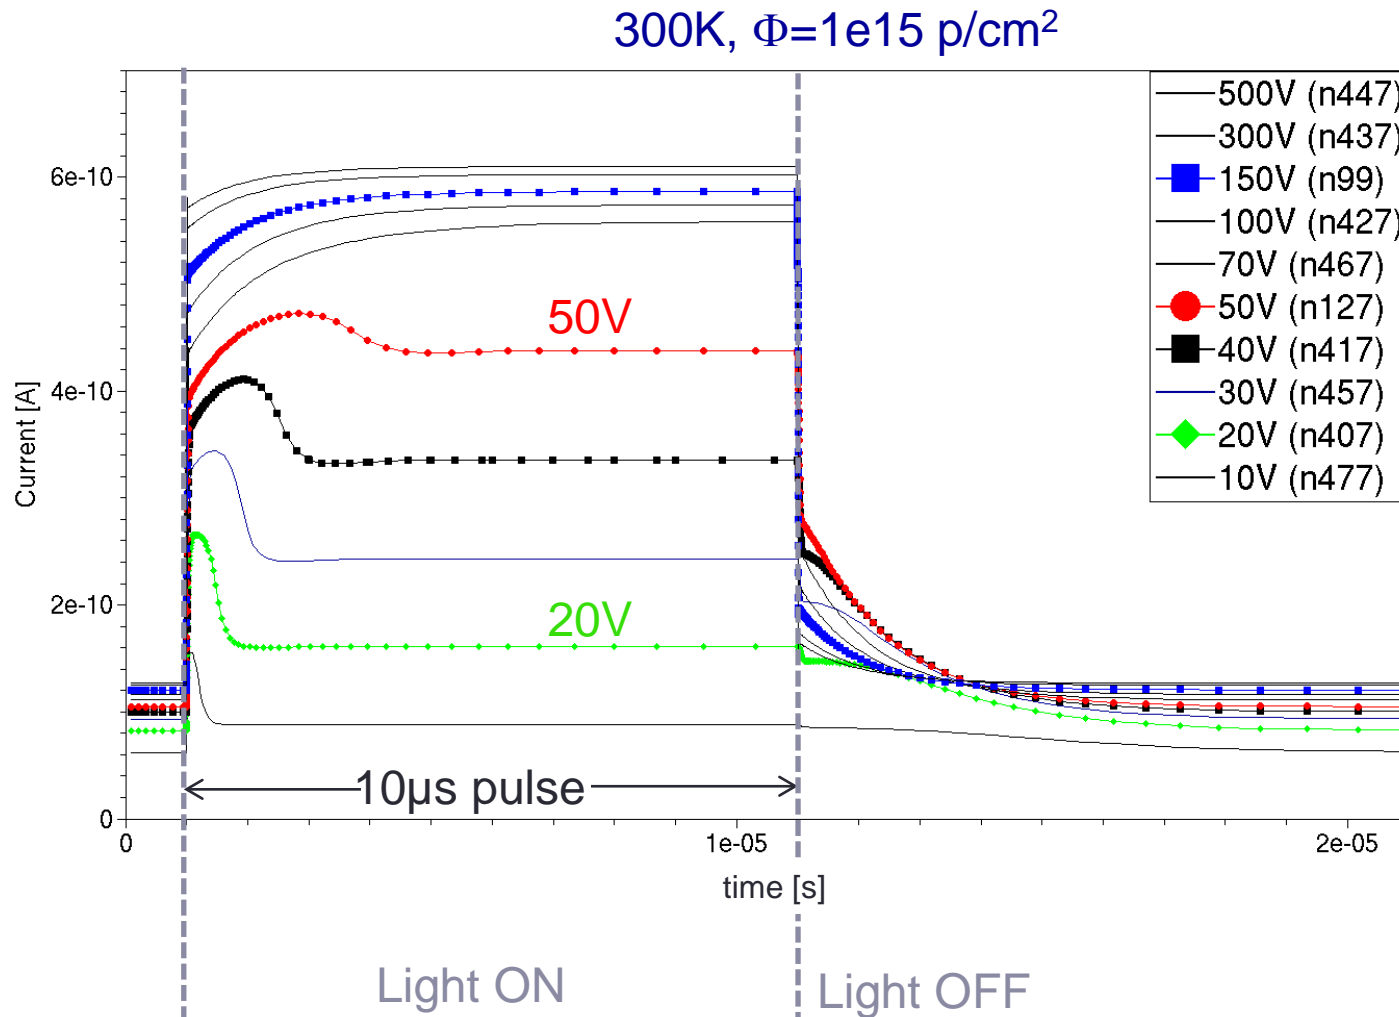 300K, Φ=1e15 p/cm²
500V (n447)
300V (n437)
150V (n99)
100V (n427)
70V (n467)
50V (n127)
40V (n417)
30V (n457)
20V (n407)
10V (n477)
6e-10
4e-10
2e-10
0
Current [A]
50V
20V
10µs pulse
0
1e-05
2e-05
time [s]
Light ON
Light OFF